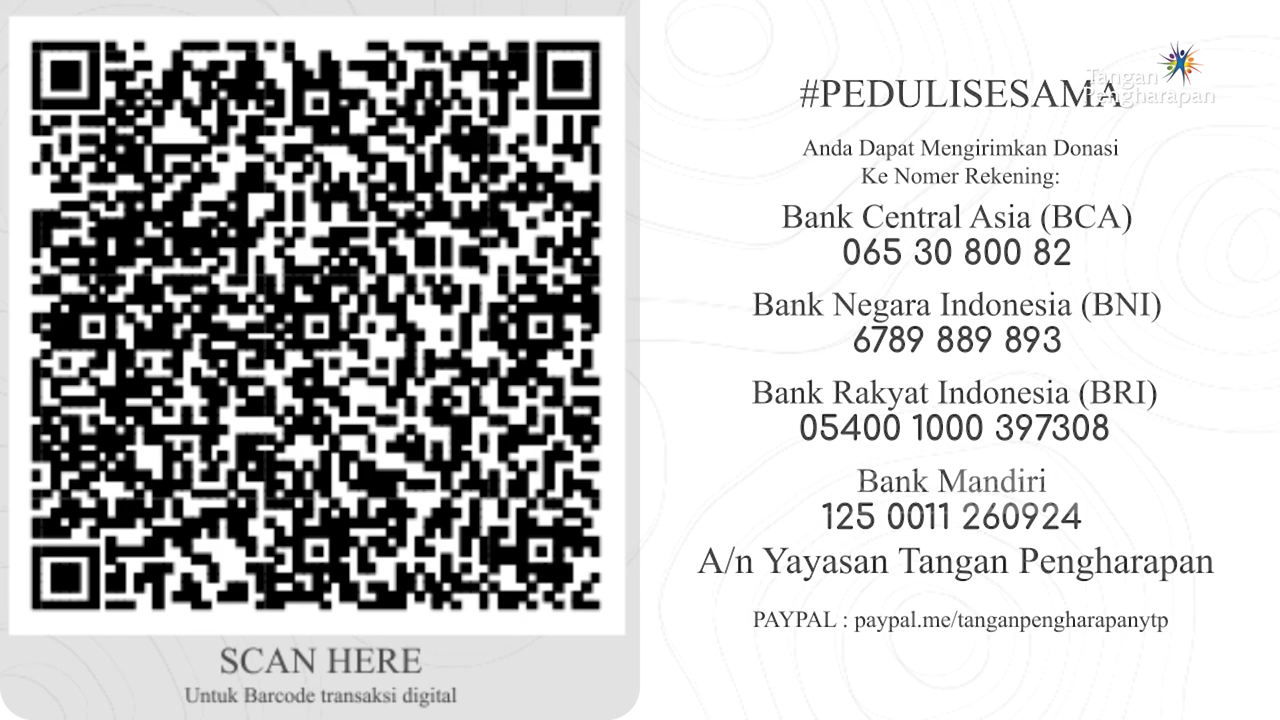 #PEDULISESAMA
Tangan
Pengharapan
Anda Dapat Mengirimkan Donasi
Ke Nomer Rekening:
Bank Central Asia (BCA)
065 30 800 82
Bank Negara Indonesia (BNI)
6789 889 893
Bank Rakyat Indonesia (BRI)
05400 1000 397308
Bank Mandiri
125 0011 260924
A/n Yayasan Tangan Pengharapan
PAYPAL : paypal.me/tanganpengharapanytp
SCAN HERE
Untuk Barcode transaksi digital